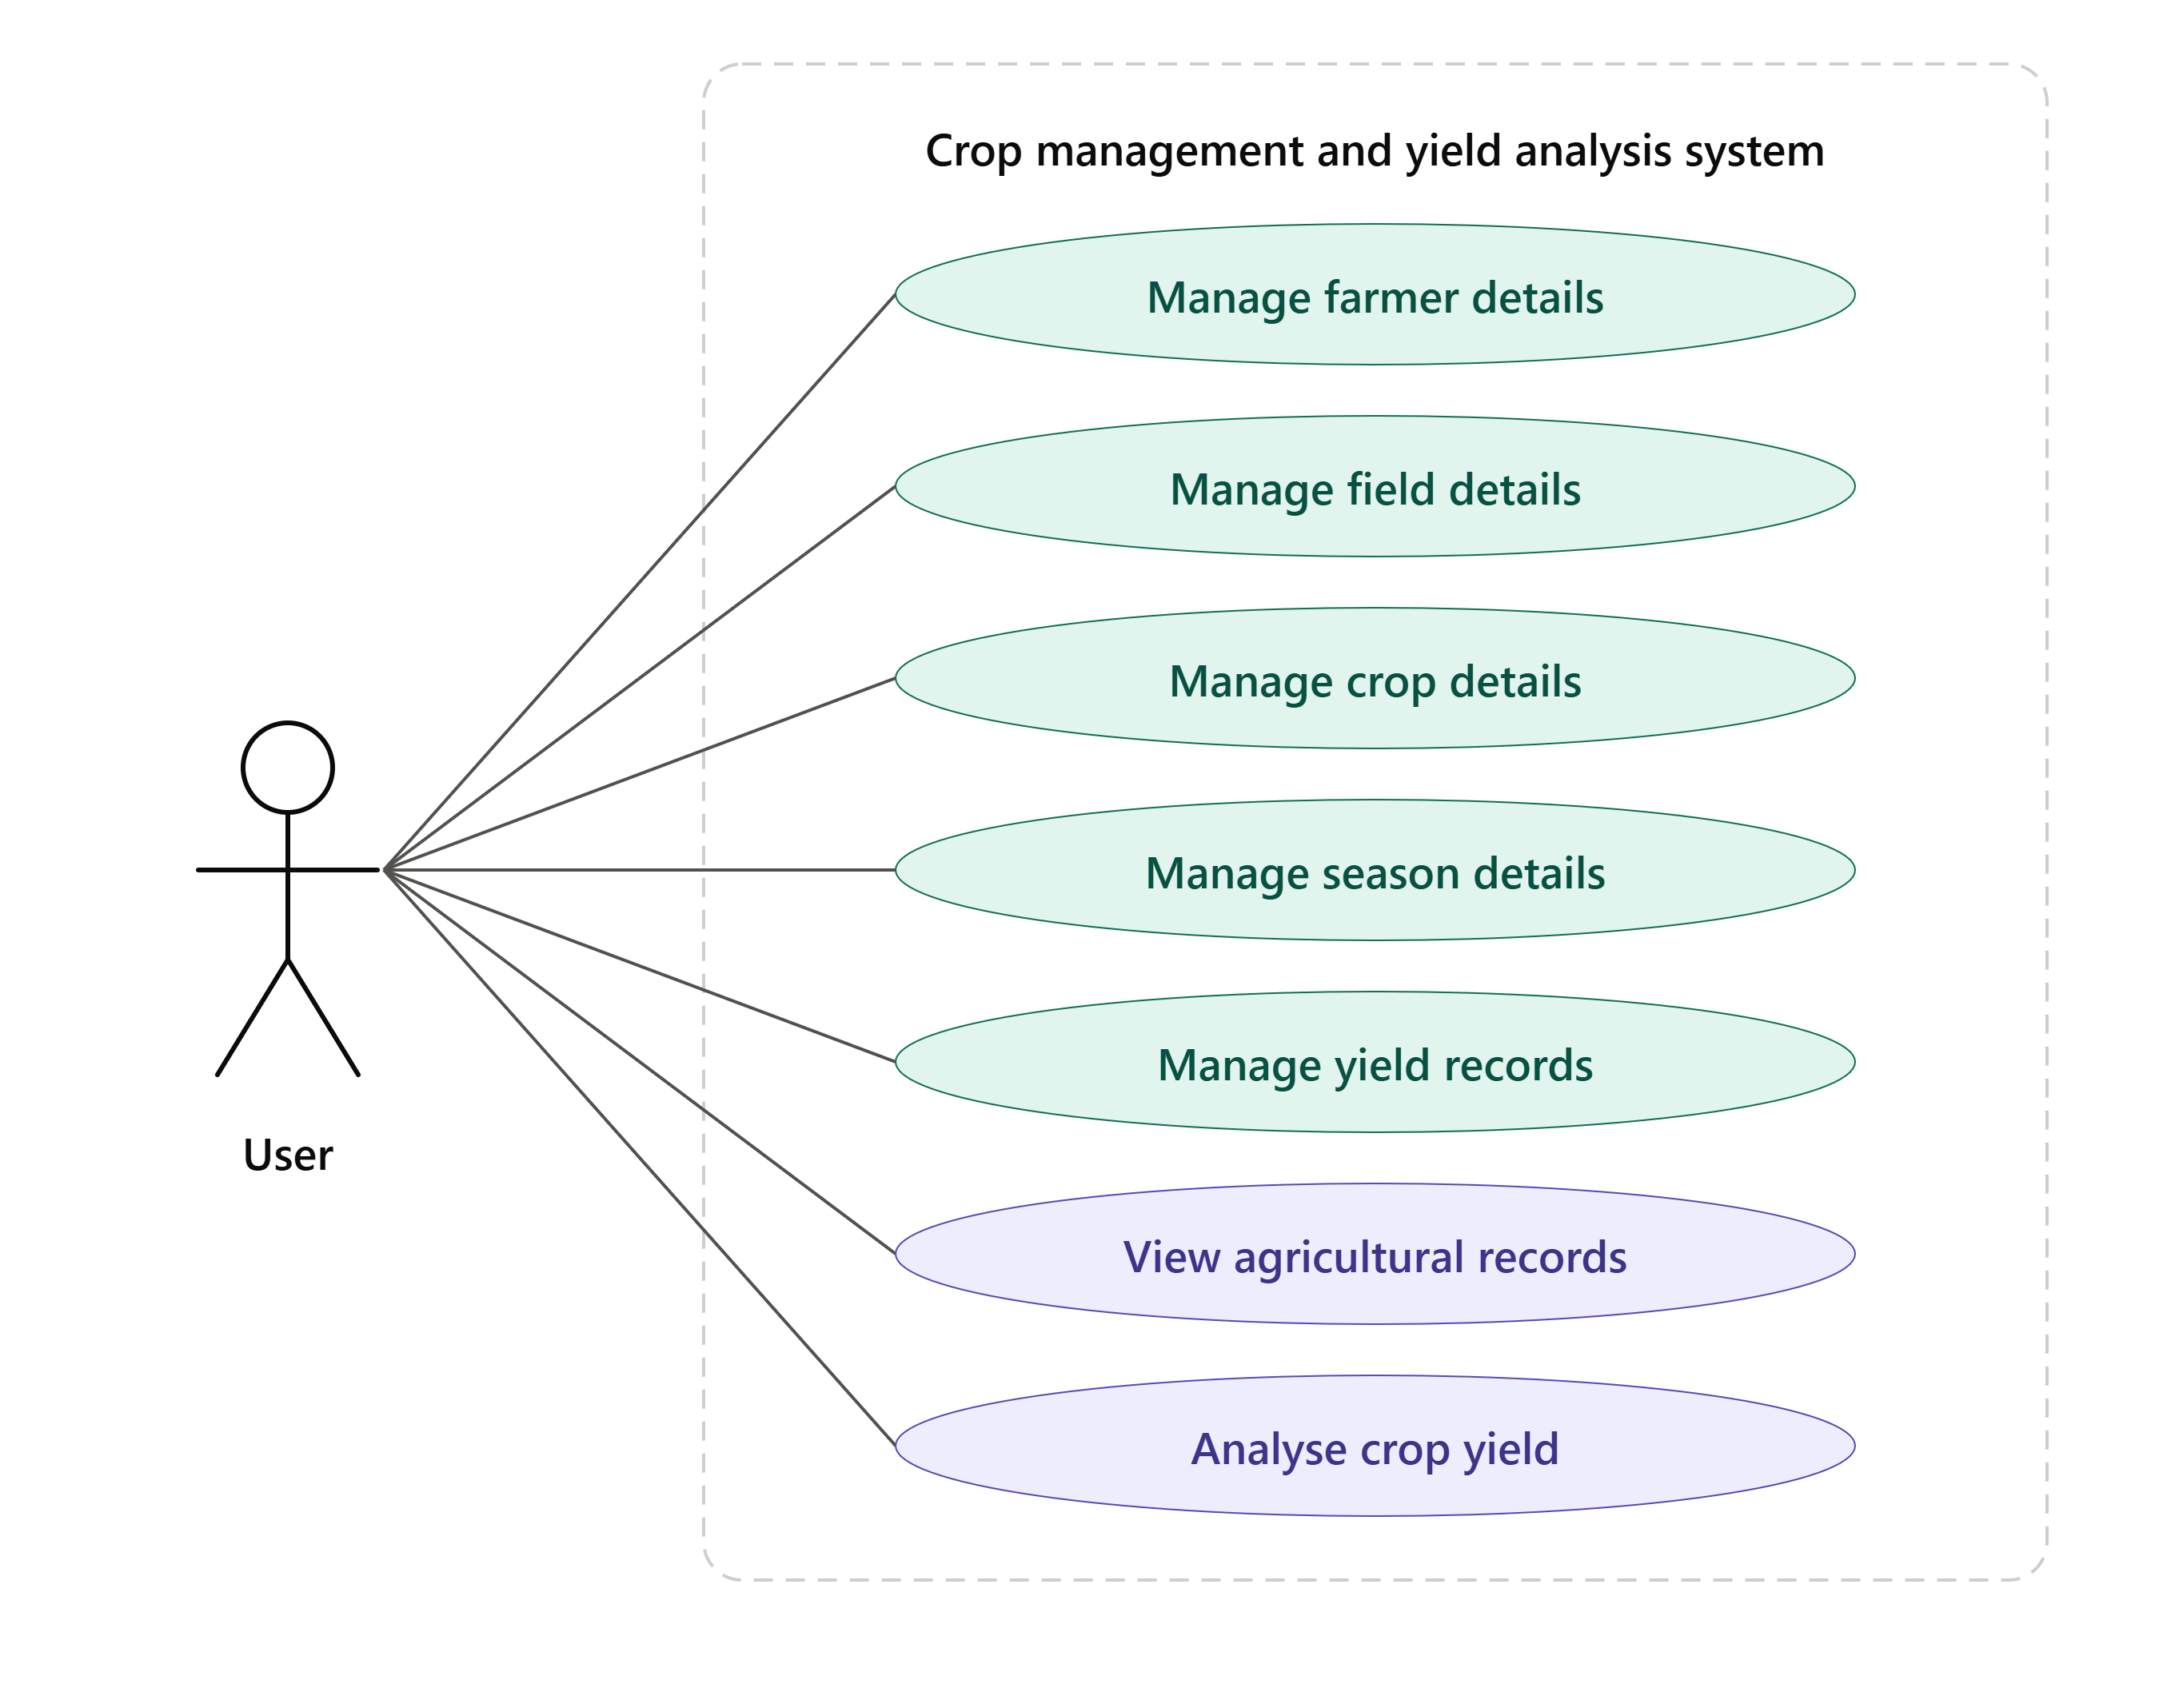 Crop management and yield analysis system
Manage farmer details
Manage field details
Manage crop details
Manage season details
Manage yield records
User
View agricultural records
Analyse crop yield